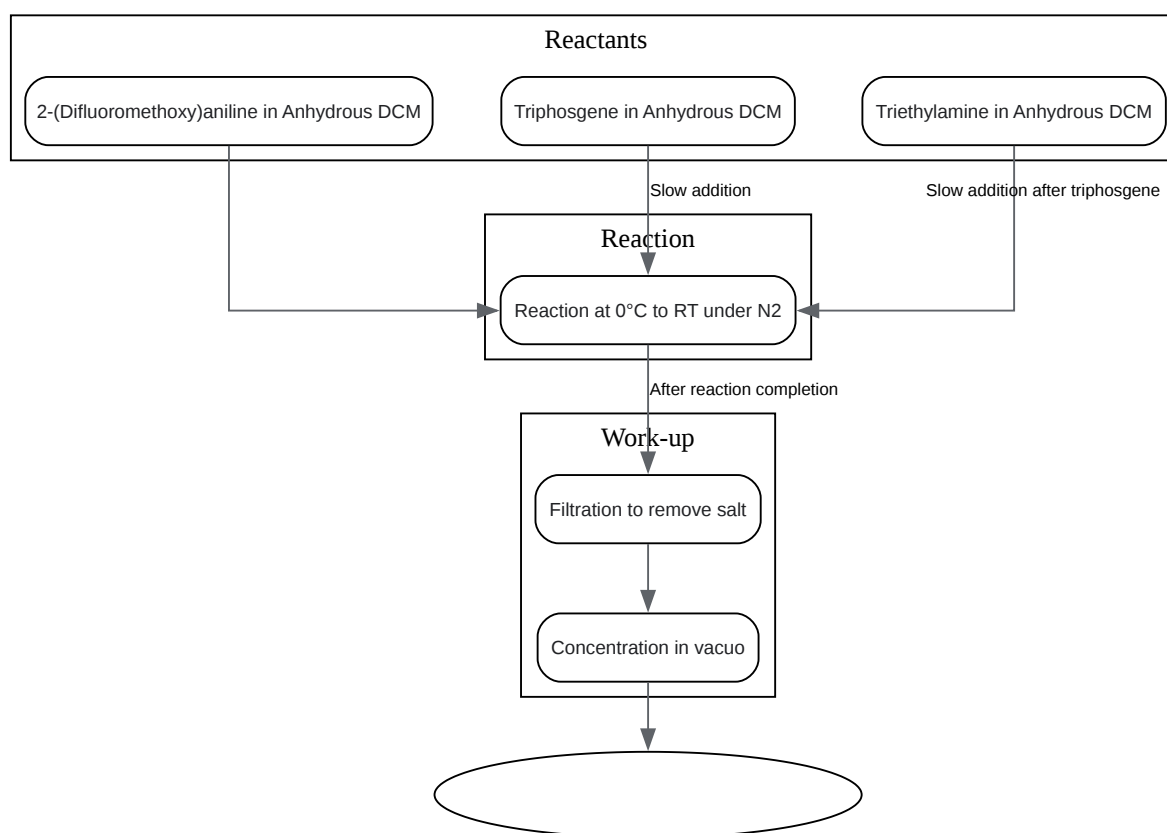 Reactants
2-(Difluoromethoxy)aniline in Anhydrous DCM
Triphosgene in Anhydrous DCM
Triethylamine in Anhydrous DCM
Slow addition
Slow addition after triphosgene
Reaction
Reaction at 0°C to RT under N2
After reaction completion
Work-up
Filtration to remove salt
Concentration in vacuo